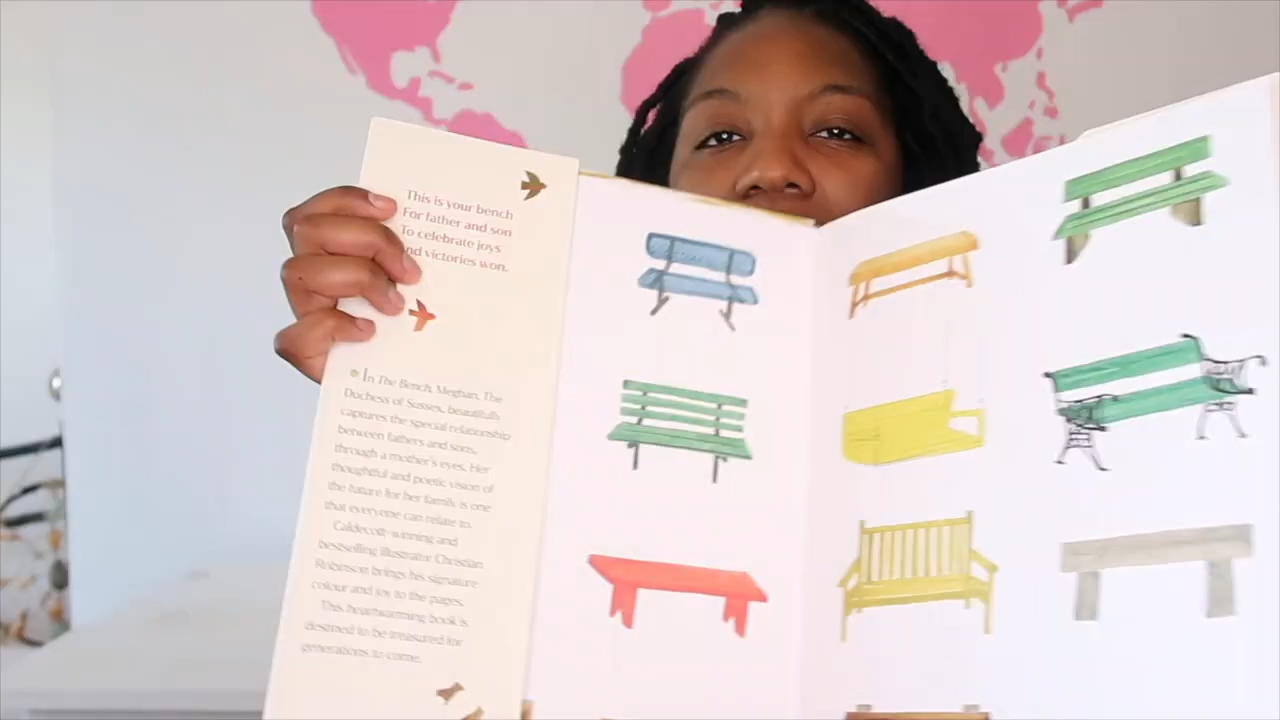 This is your bench
For father and son
To celebrate joys
nd victories won.
In The Bench, Meghan, The
Duchess of Sussex, beautifully
captures the special relationship
between fathers and sons,
through a mother's eyes. Her
thoughtful and poetic vision of
the future for her family is one
that everyone can relate to.
Caldecott-winning and
bestselling illustrator Christian
Robinson brings his signature
colour and joy to the pages.
This heartwarming book is
destined to be treasured for
generations to come.